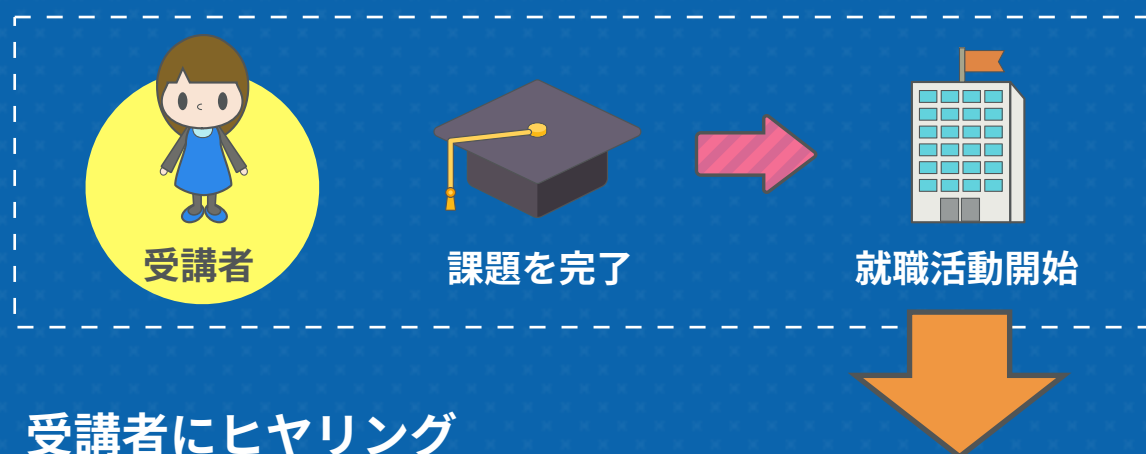 受講者
課題を完了
就職活動開始
受講者にヒヤリング